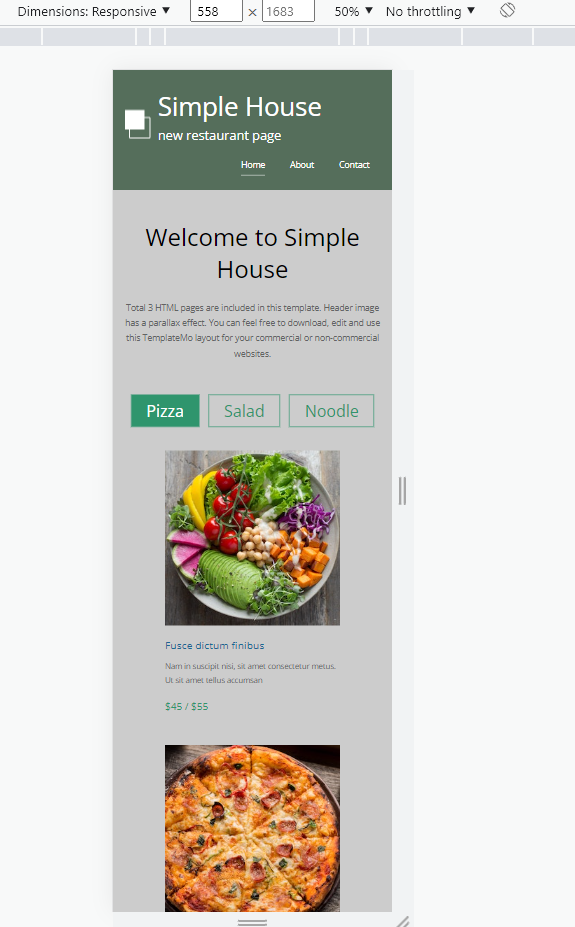 Dimensions: Responsive ▼ 558 × 1683 50% ▼ No throttling ▼
Simple House
new restaurant page
Home About Contact
Welcome to Simple
House
Total 3 HTML pages are included in this template. Header image
has a parallax effect. You can feel free to download, edit and use
this TemplateMo layout for your commercial or non-commercial
websites.
Pizza Salad Noodle
Fusce dictum finibus
Nam in suscipit nisi, sit amet consectetur metus.
Ut sit amet tellus accumsan
$45 / $55